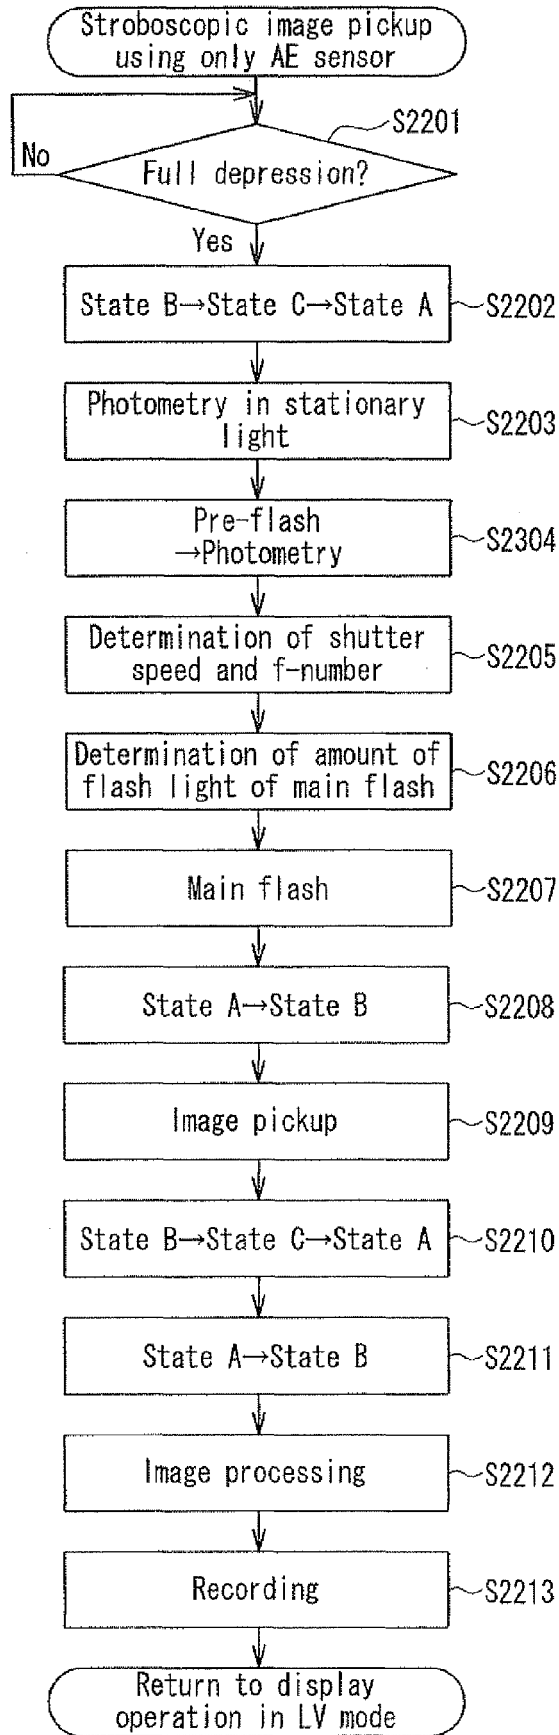 Stroboscopic image pickup
using only AE sensor
S2201
No
Full depression?
Yes
State B→State C→State A
S2202
Photometry in stationary
light
S2203
Pre-flash
→Photometry
S2304
Determination of shutter
speed and f-number
S2205
Determination of amount of
flash light of main flash
S2206
Main flash
S2207
State A→State B
S2208
Image pickup
S2209
State B→State C→State A
S2210
State A→State B
S2211
Image processing
S2212
Recording
S2213
Return to display
operation in LV mode